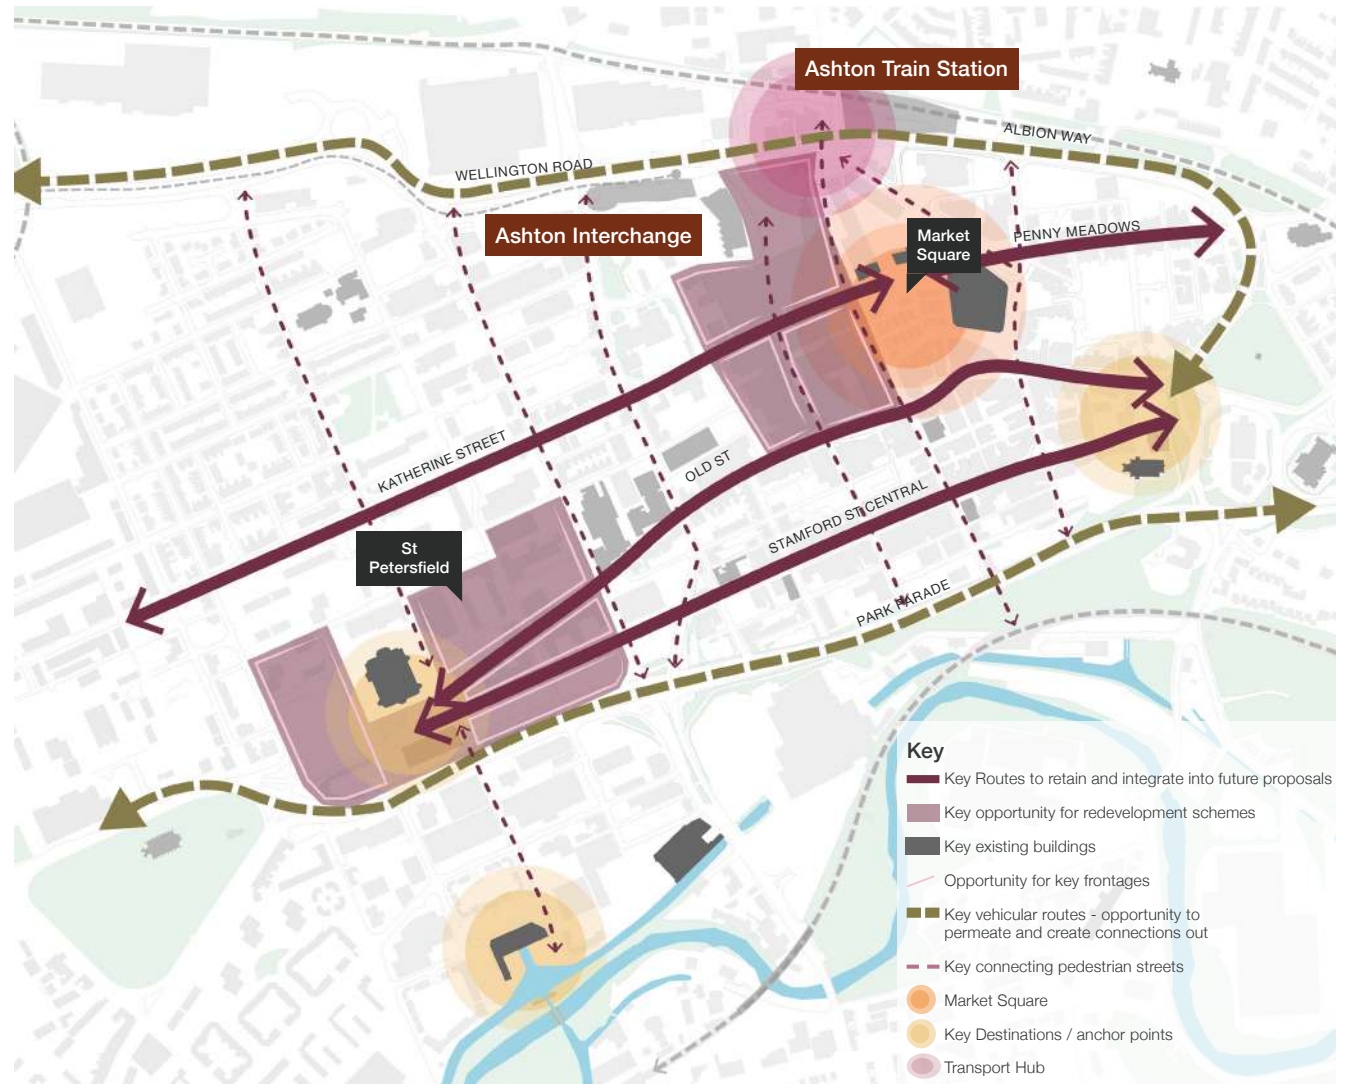 Ashton Train Station
ALBION WAY
WELLINGTON ROAD
Ashton Interchange
Market
Square
PENNY MEADOWS
KATHERINE STREET
OLD ST
STAMFORD ST CENTRAL
St
Petersfield
PARK PARADE
Key
Key Routes to retain and integrate into future proposals
Key opportunity for redevelopment schemes
Key existing buildings
Opportunity for key frontages
Key vehicular routes - opportunity to
permeate and create connections out
Key connecting pedestrian streets
Market Square
Key Destinations / anchor points
Transport Hub